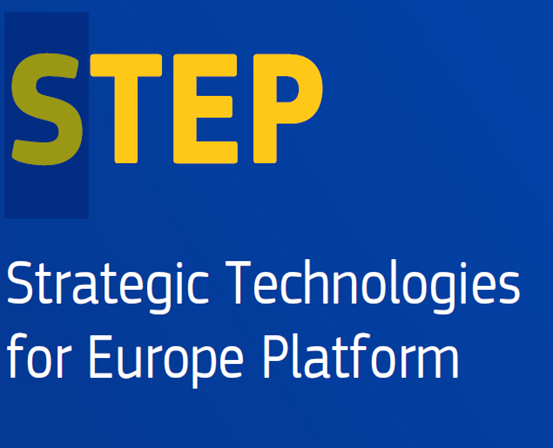 STEP
Strategic Technologies
for Europe Platform